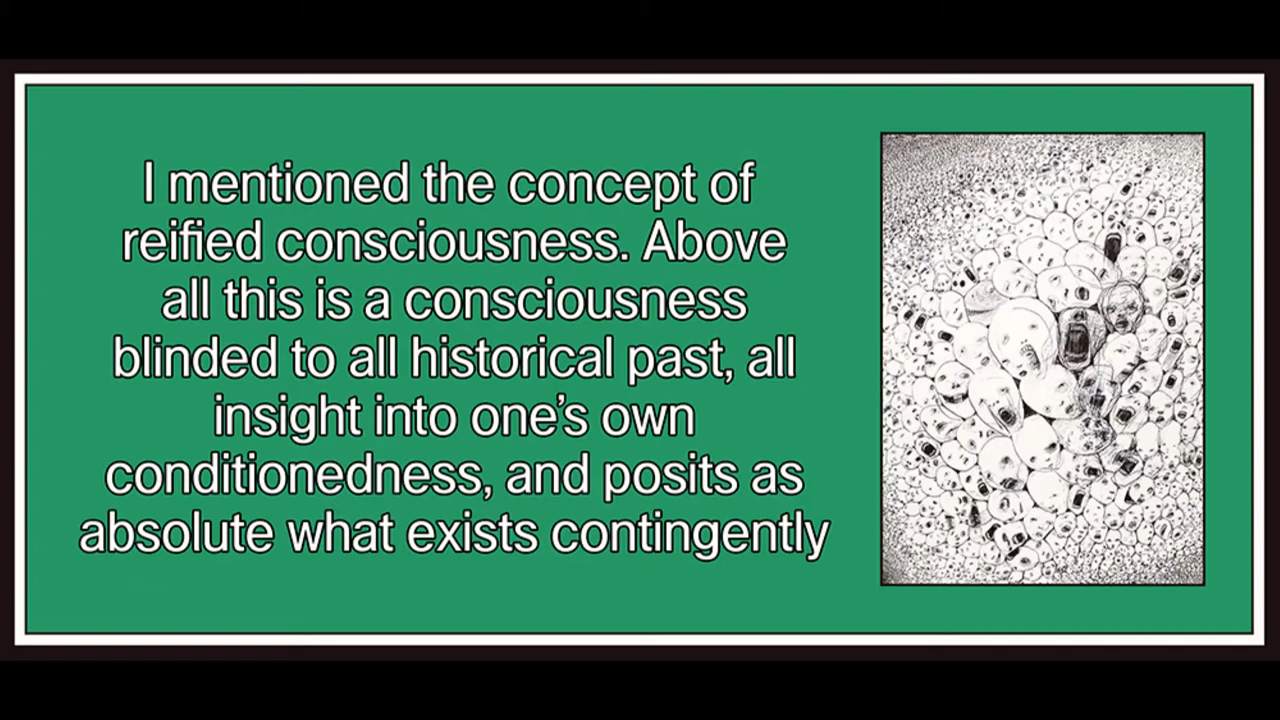 I mentioned the concept of
reified consciousness. Above
all this is a consciousness
blinded to all historical past, all
insight into one’s own
conditionedness, and posits as
absolute what exists contingently